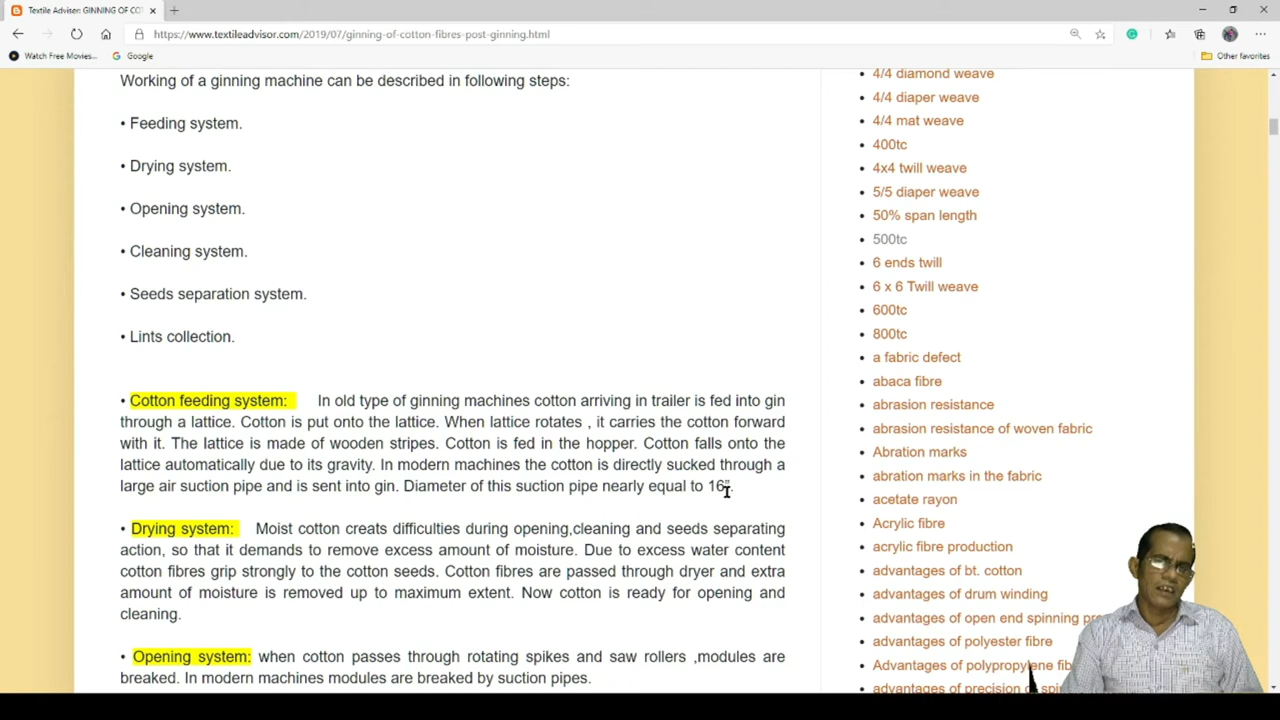 Textile Adviser: GINNING OF CO
https://www.textileadvisor.com/2019/07/ginning-of-cotton-fibres-post-ginning.html
Watch Free Movies...
Google
Other favorites
Working of a ginning machine can be described in following steps:
• Feeding system.
• Drying system.
• Opening system.
• Cleaning system.
• Seeds separation system.
• Lints collection.
• Cotton feeding system: In old type of ginning machines cotton arriving in trailer is fed into gin
through a lattice. Cotton is put onto the lattice. When lattice rotates , it carries the cotton forward
with it. The lattice is made of wooden stripes. Cotton is fed in the hopper. Cotton falls onto the
lattice automatically due to its gravity. In modern machines the cotton is directly sucked through a
large air suction pipe and is sent into gin. Diameter of this suction pipe nearly equal to 16".
• Drying system: Moist cotton creats difficulties during opening,cleaning and seeds separating
action, so that it demands to remove excess amount of moisture. Due to excess water content
cotton fibres grip strongly to the cotton seeds. Cotton fibres are passed through dryer and extra
amount of moisture is removed up to maximum extent. Now cotton is ready for opening and
cleaning.
• Opening system: when cotton passes through rotating spikes and saw rollers ,modules are
breaked. In modern machines modules are breaked by suction pipes.
• 4/4 diamond weave
• 4/4 diaper weave
• 4/4 mat weave
• 400tc
• 4x4 twill weave
• 5/5 diaper weave
• 50% span length
• 500tc
• 6 ends twill
• 6 x 6 Twill weave
• 600tc
• 800tc
• a fabric defect
• abaca fibre
• abrasion resistance
• abrasion resistance of woven fabric
• Abration marks
• abration marks in the fabric
• acetate rayon
• Acrylic fibre
• acrylic fibre production
• advantages of bt. cotton
• advantages of drum winding
• advantages of open end spinning pr
• advantages of polyester fibre
• Advantages of polypropylene fib
• advantages of precision